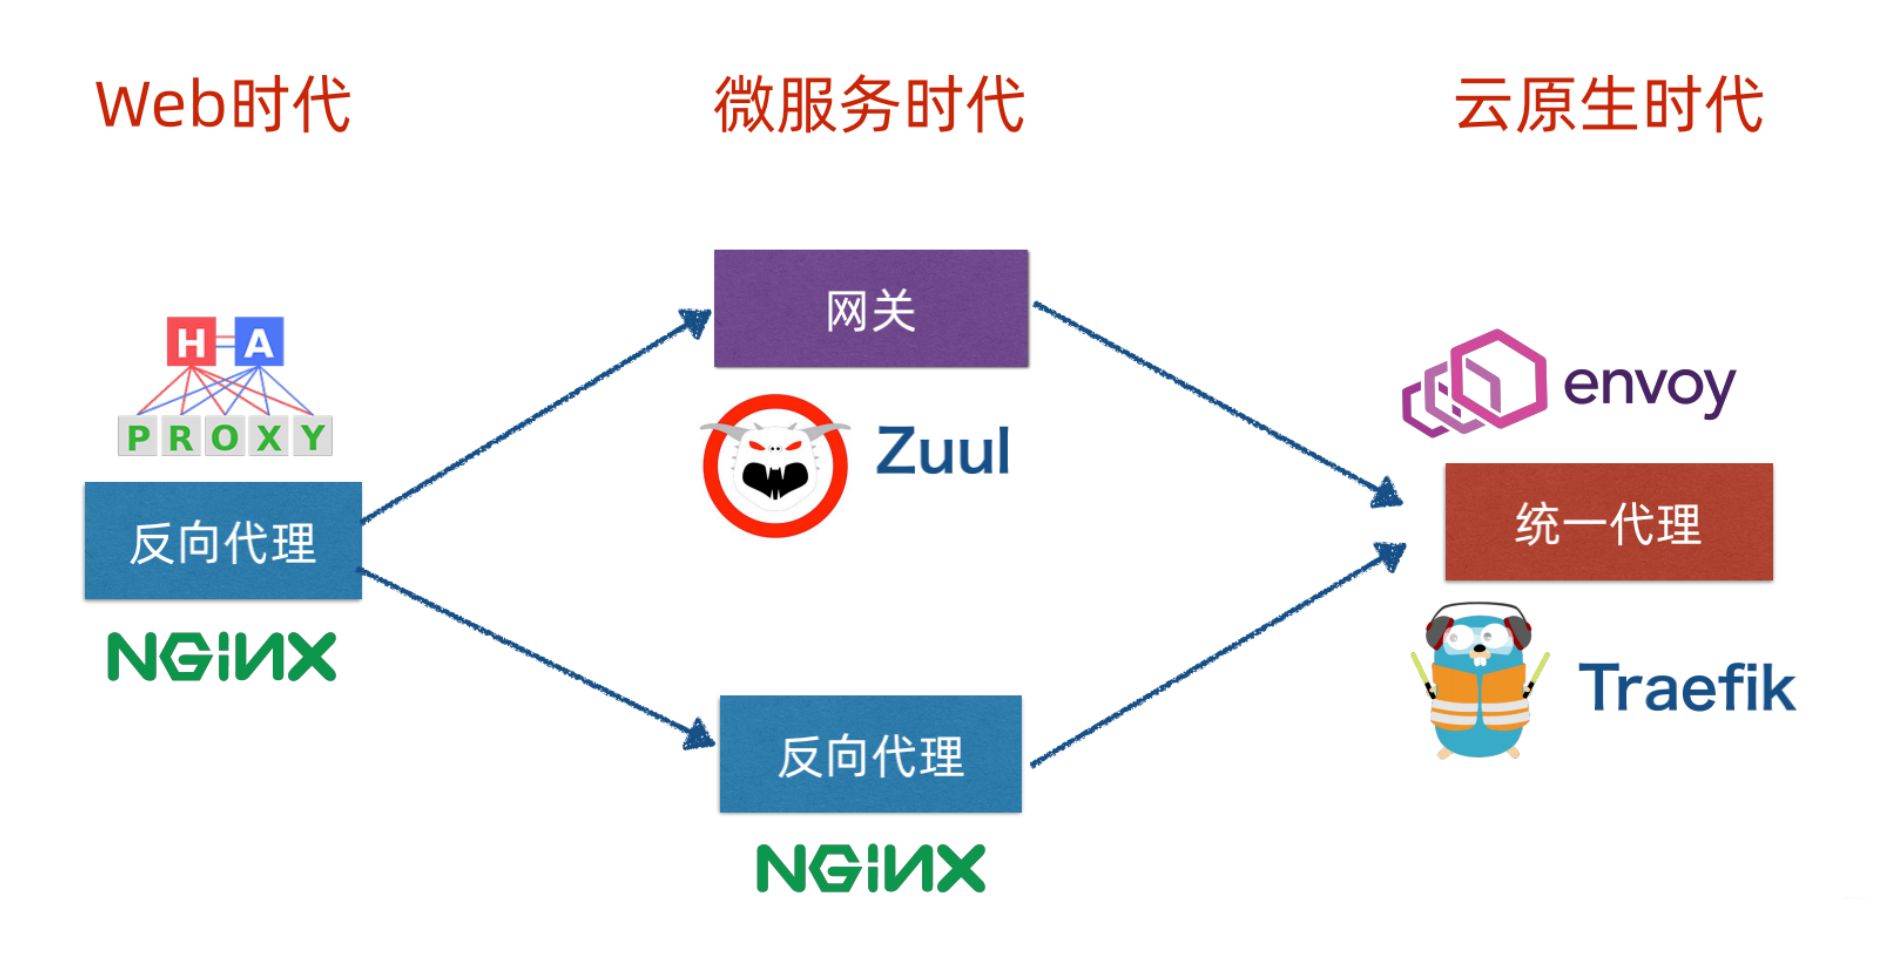 Web时代
微服务时代
云原生时代
H A
PROXY
反向代理
NGINX
网关
Zuul
反向代理
NGINX
envoy
统一代理
Traefik